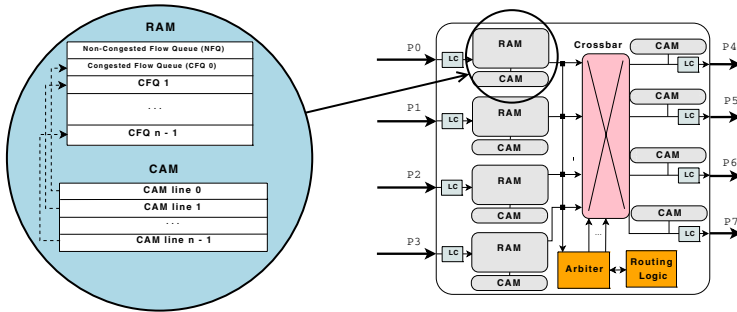 RAM
Non-Congested Flow Queue (NFQ)
Congested Flow Queue (CFQ 0)
CFQ 1
...
CFQ n - 1
CAM
CAM line 0
CAM line 1
...
CAM line n - 1
P0
LC
RAM
CAM
P1
LC
RAM
CAM
P2
LC
RAM
CAM
P3
LC
RAM
CAM
Crossbar
...
Arbiter
Routing
Logic
CAM
LC
P4
CAM
LC
P5
CAM
LC
P6
CAM
LC
P7